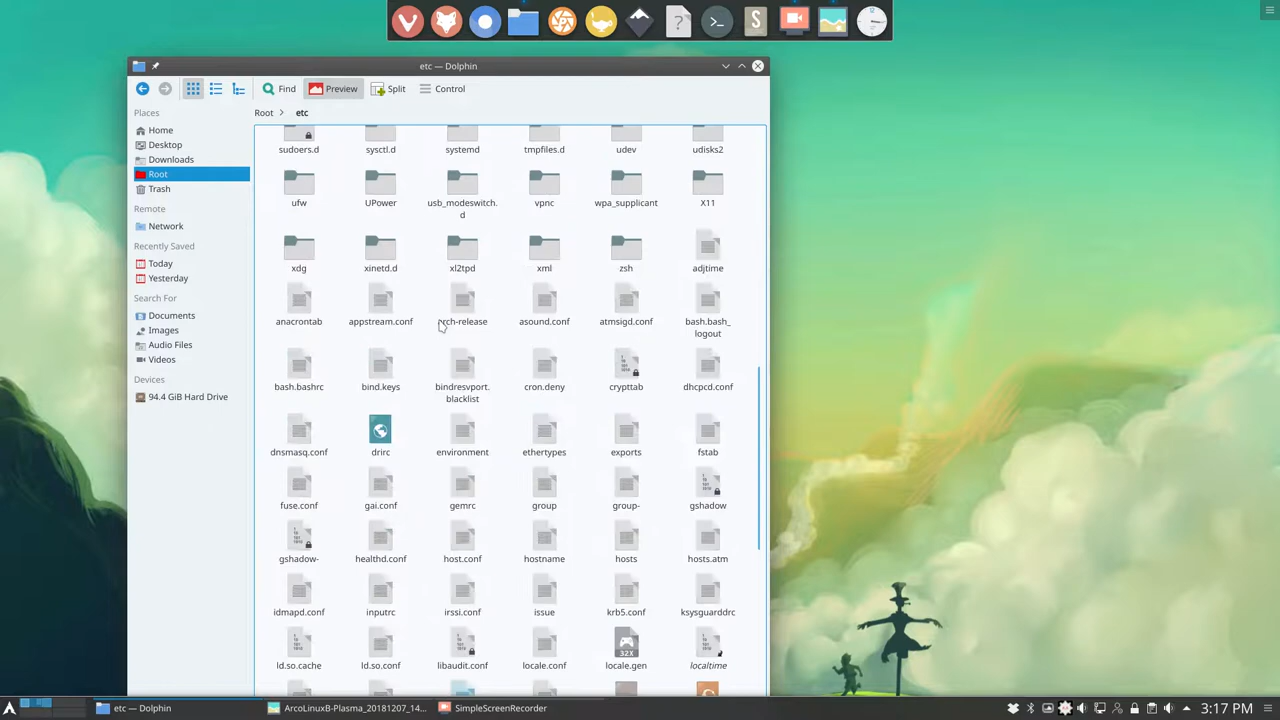 etc — Dolphin
Find
Preview
Split
Control
Places
Home
Desktop
Downloads
Root
Trash
Remote
Network
Recently Saved
Today
Yesterday
Search For
Documents
Images
Audio Files
Videos
Devices
94.4 GiB Hard Drive
Root > etc
sudoers.d sysctl.d systemd tmpfiles.d udev udisks2
ufw UPower usb_modeswitch. vpnc wpa_supplicant X11
d
xdg xinetd.d xl2tpd xml zsh adjtime
anacrontab appstream.conf arch-release asound.conf atmsigd.conf bash.bash_
logout
bash.bashrc bind.keys bindresvport. cron.deny crypttab dhcpcd.conf
blacklist
dnsmasq.conf drirc environment ethertypes exports fstab
fuse.conf gai.conf gemrc group group- gshadow
gshadow- healthd.conf host.conf hostname hosts hosts.atm
idmapd.conf inputrc irssi.conf issue krb5.conf ksysguarddrc
32X
ld.so.cache ld.so.conf libaudit.conf locale.conf locale.gen localtime
etc — Dolphin
ArcoLinuxB-Plasma_20181207_14...
SimpleScreenRecorder
3:17 PM